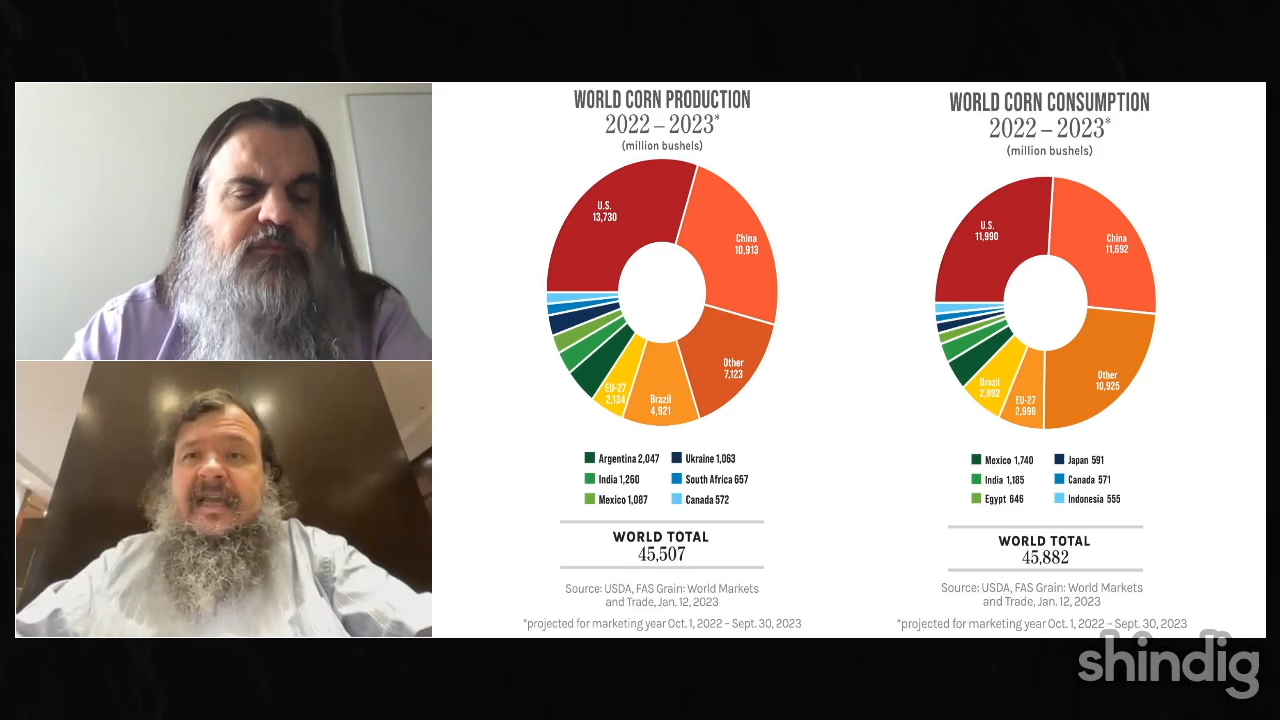 WORLD CORN PRODUCTION
2022 – 2023*
(million bushels)
U.S.
13,730
China
10,913
Other
7,123
Brazil
4,921
EU-27
2,134
Argentina 2,047
Ukraine 1,063
India 1,260
South Africa 657
Mexico 1,087
Canada 572
WORLD TOTAL
45,507
Source: USDA, FAS Grain: World Markets
and Trade, Jan. 12, 2023
*projected for marketing year Oct. 1, 2022 – Sept. 30, 2023
WORLD CORN CONSUMPTION
2022 – 2023*
(million bushels)
U.S.
11,990
China
11,692
Other
10,925
EU-27
2,996
Brazil
2,992
Mexico 1,740
Japan 591
India 1,185
Canada 571
Egypt 646
Indonesia 555
WORLD TOTAL
45,882
Source: USDA, FAS Grain: World Markets
and Trade, Jan. 12, 2023
*projected for marketing year Oct. 1, 2022 – Sept. 30, 2023
shindig